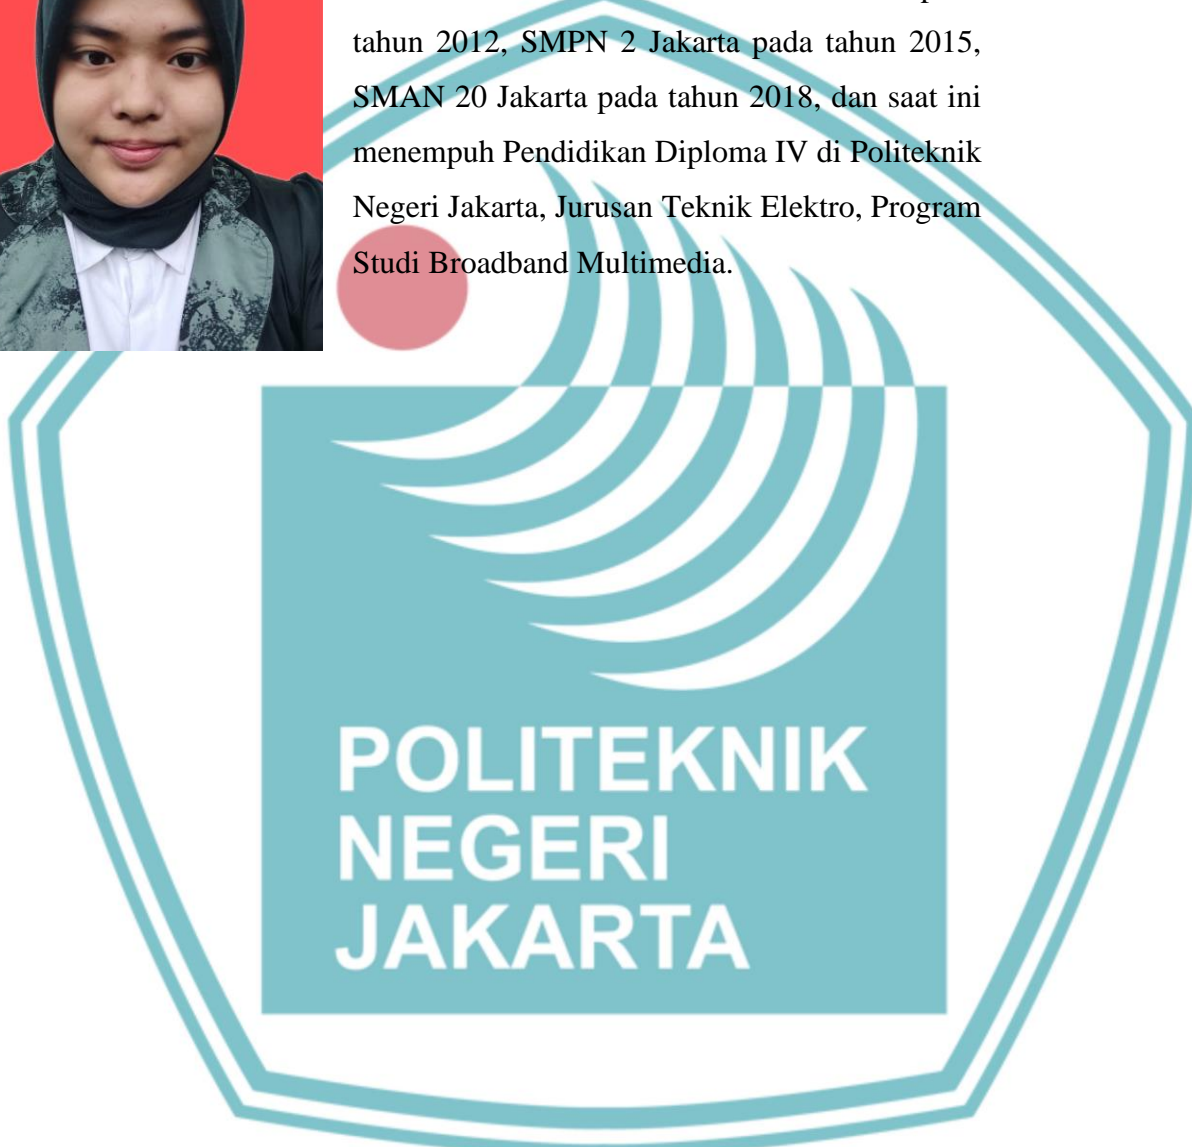 tahun 2012, SMPN 2 Jakarta pada tahun 2015,
SMAN 20 Jakarta pada tahun 2018, dan saat ini
menempuh Pendidikan Diploma IV di Politeknik
Negeri Jakarta, Jurusan Teknik Elektro, Program
Studi Broadband Multimedia.
POLITEKNIK
NEGERI
JAKARTA